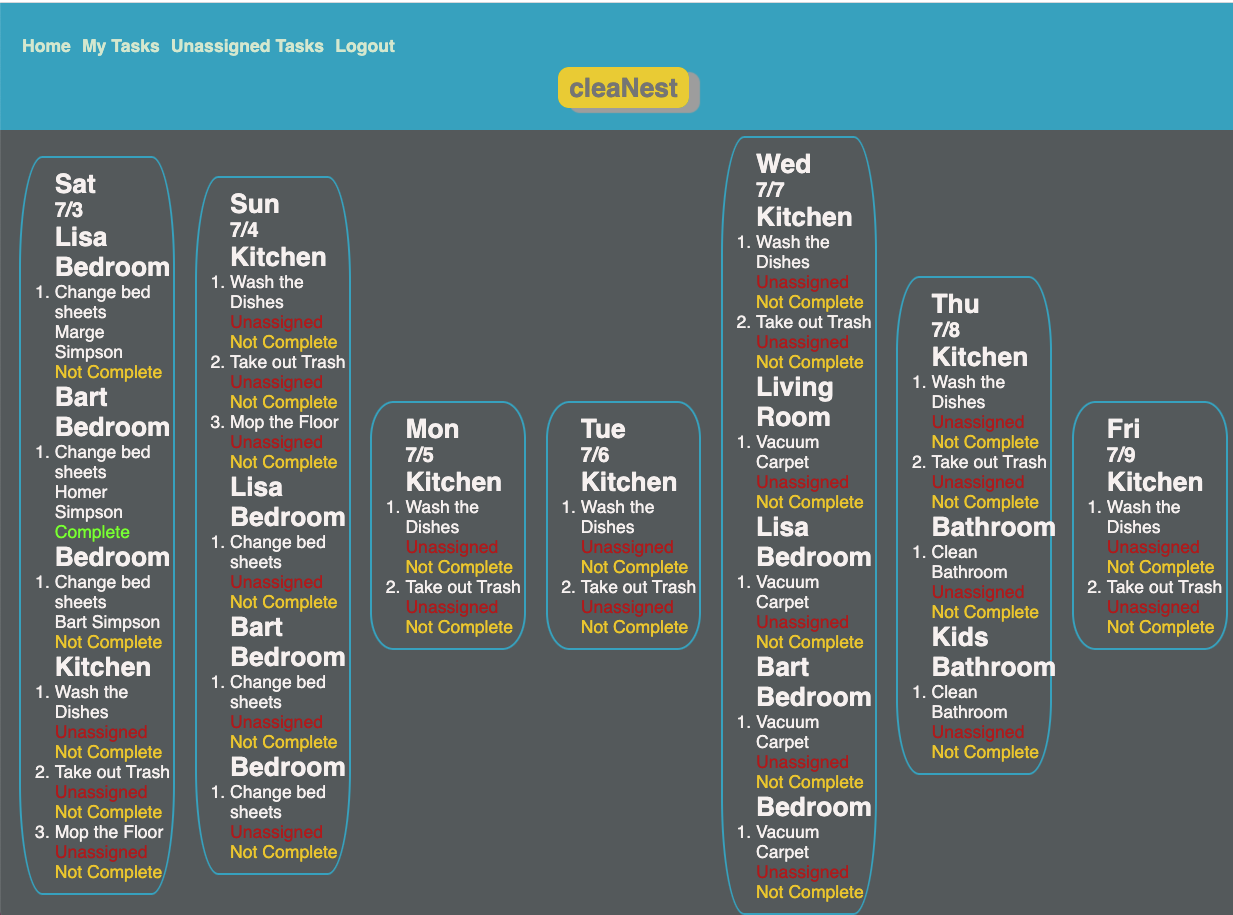 Home My Tasks Unassigned Tasks Logout
cleaNest
Sat
7/3
Lisa
Bedroom
1. Change bed
sheets
Marge
Simpson
Not Complete
Bart
Bedroom
1. Change bed
sheets
Homer
Simpson
Complete
Bedroom
1. Change bed
sheets
Bart Simpson
Not Complete
Kitchen
1. Wash the
Dishes
Unassigned
Not Complete
2. Take out Trash
Unassigned
Not Complete
3. Mop the Floor
Unassigned
Not Complete
Sun
7/4
Kitchen
1. Wash the
Dishes
Unassigned
Not Complete
2. Take out Trash
Unassigned
Not Complete
3. Mop the Floor
Unassigned
Not Complete
Lisa
Bedroom
1. Change bed
sheets
Unassigned
Not Complete
Bart
Bedroom
1. Change bed
sheets
Unassigned
Not Complete
Bedroom
1. Change bed
sheets
Unassigned
Not Complete
Mon
7/5
Kitchen
1. Wash the
Dishes
Unassigned
Not Complete
2. Take out Trash
Unassigned
Not Complete
Tue
7/6
Kitchen
1. Wash the
Dishes
Unassigned
Not Complete
2. Take out Trash
Unassigned
Not Complete
Wed
7/7
Kitchen
1. Wash the
Dishes
Unassigned
Not Complete
2. Take out Trash
Unassigned
Not Complete
Living
Room
1. Vacuum
Carpet
Unassigned
Not Complete
Lisa
Bedroom
1. Vacuum
Carpet
Unassigned
Not Complete
Bart
Bedroom
1. Vacuum
Carpet
Unassigned
Not Complete
Bedroom
1. Vacuum
Carpet
Unassigned
Not Complete
Thu
7/8
Kitchen
1. Wash the
Dishes
Unassigned
Not Complete
2. Take out Trash
Unassigned
Not Complete
Bathroom
1. Clean
Bathroom
Unassigned
Not Complete
Kids
Bathroom
1. Clean
Bathroom
Unassigned
Not Complete
Fri
7/9
Kitchen
1. Wash the
Dishes
Unassigned
Not Complete
2. Take out Trash
Unassigned
Not Complete